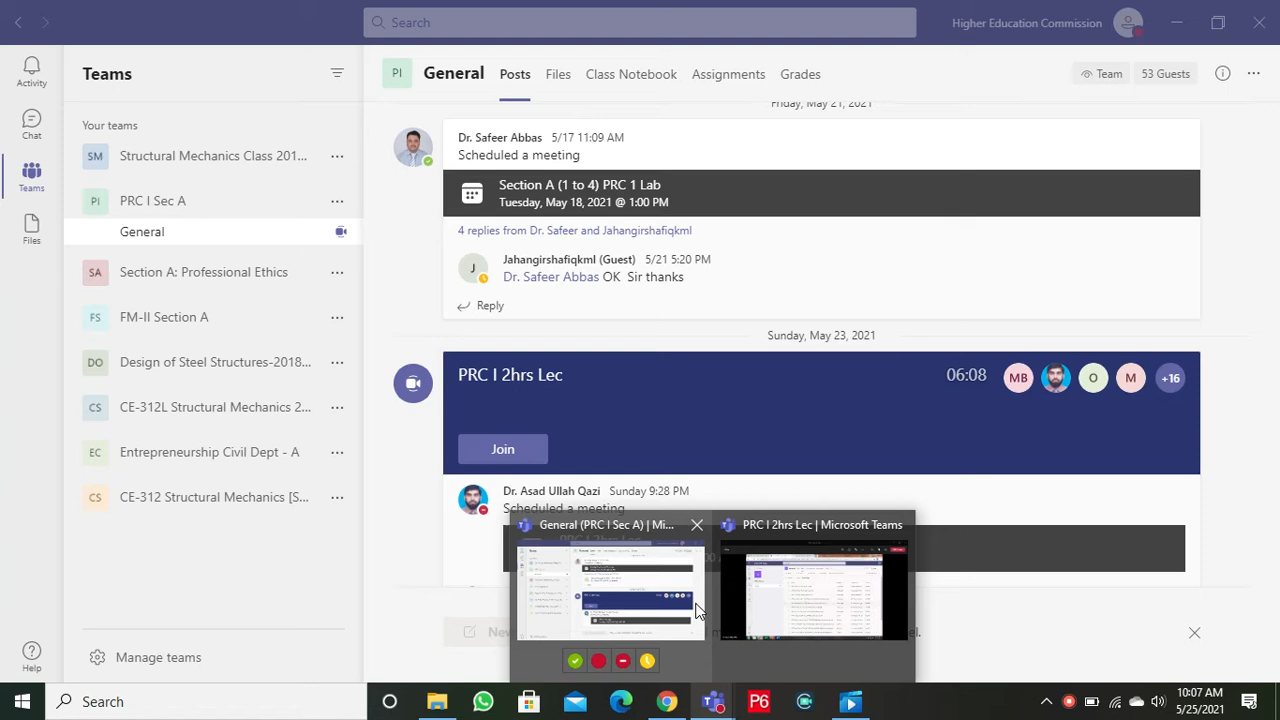 Search
Higher Education Commission
Activity
Chat
Teams
Files
Help
Teams
Your teams
SM Structural Mechanics Class 201...
PI PRC I Sec A
General
SA Section A: Professional Ethics
FS FM-II Section A
DO Design of Steel Structures-2018...
CS CE-312L Structural Mechanics 2...
EC Entrepreneurship Civil Dept - A
CS CE-312 Structural Mechanics [S...
Manage teams
PI General Posts Files Class Notebook Assignments Grades Team 53 Guests
Friday, May 21, 2021
Dr. Safeer Abbas 5/17 11:09 AM
Scheduled a meeting
Section A (1 to 4) PRC 1 Lab
Tuesday, May 18, 2021 @ 1:00 PM
4 replies from Dr. Safeer and Jahangirshafiqkml
J Jahangirshafiqkml (Guest) 5/21 5:20 PM
Dr. Safeer Abbas OK Sir thanks
Reply
Sunday, May 23, 2021
PRC I 2hrs Lec 06:08 MB O M +16
Join
Dr. Asad Ullah Qazi Sunday 9:28 PM
Scheduled a meeting
General (PRC I Sec A) | Mi... PRC I 2hrs Lec | Microsoft Teams
PRC I 2hrs Lec
Search P6 10:07 AM
5/25/2021